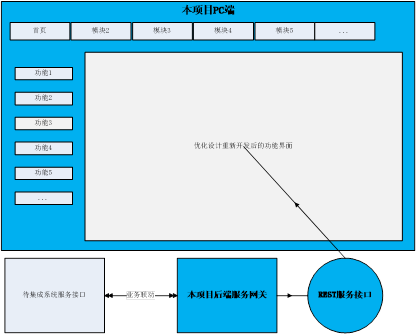 本项目PC端
首页 模块2 模块3 模块4 模块5 ...
功能1
功能2
功能3
功能4
功能5
...
优化设计重新开发后的功能界面
待集成系统服务接口
业务联动
本项目后端服务网关
REST服务接口